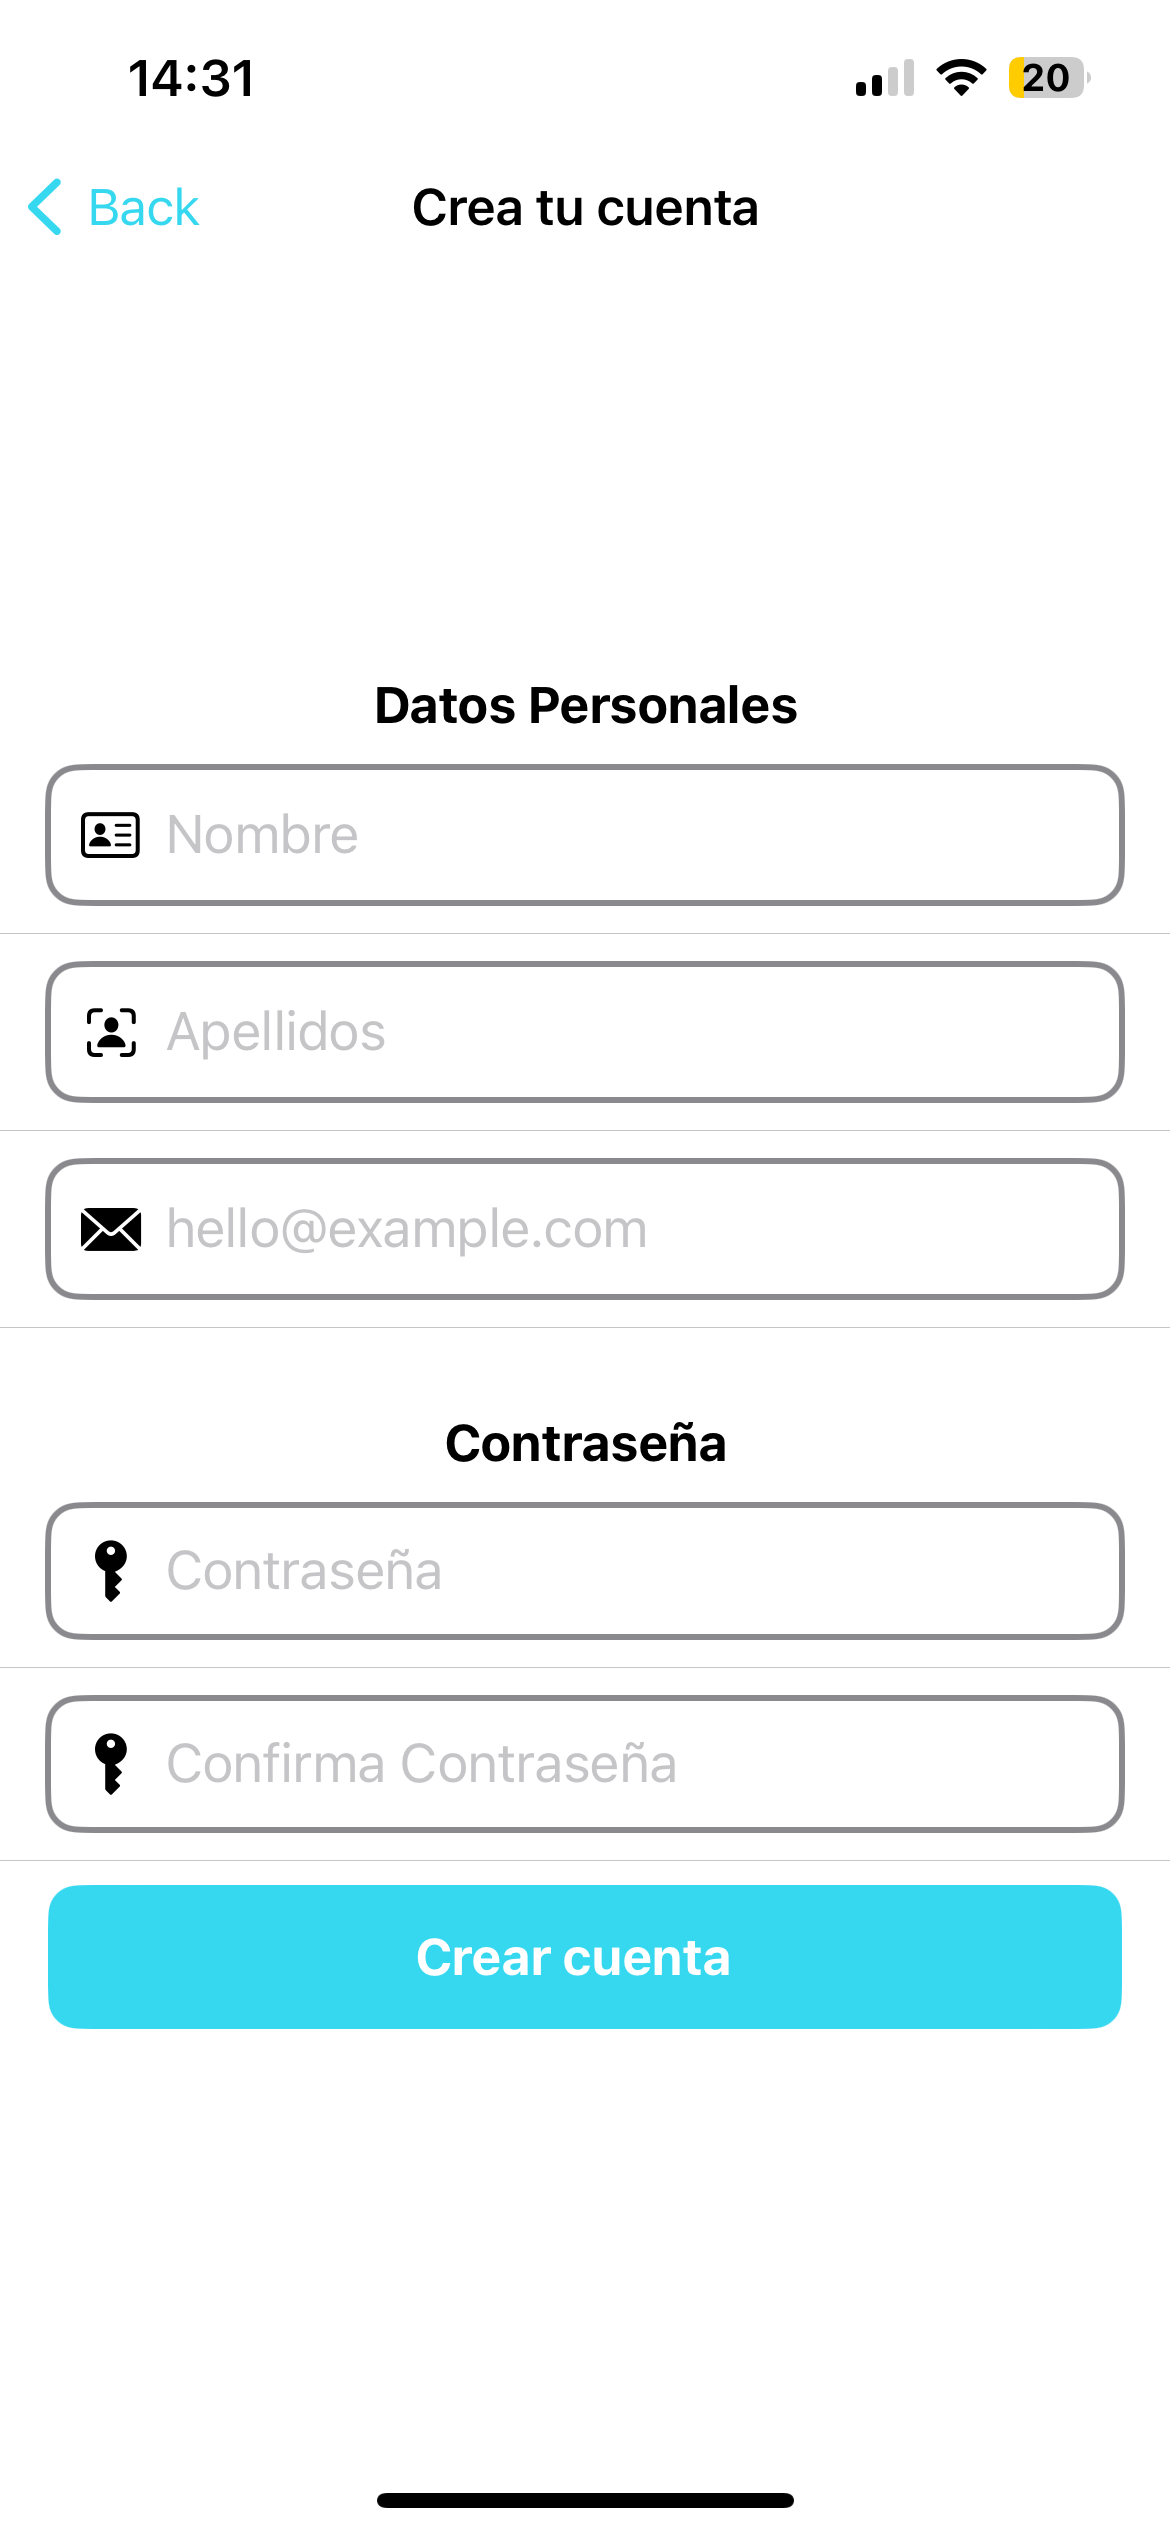 14:31
20
Back
Crea tu cuenta
Datos Personales
Nombre
Apellidos
hello@example.com
Contraseña
Contraseña
Confirma Contraseña
Crear cuenta